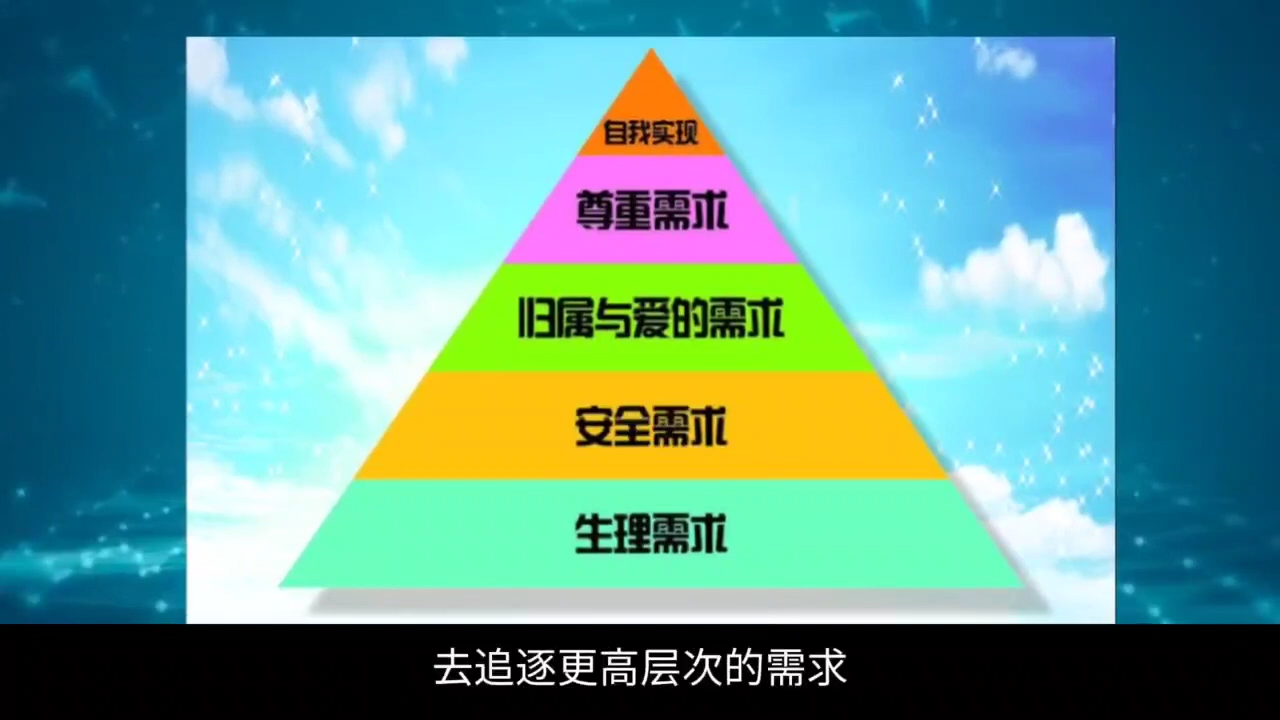 自我实现
尊重需求
归属与爱的需求
安全需求
生理需求
去追逐更高层次的需求